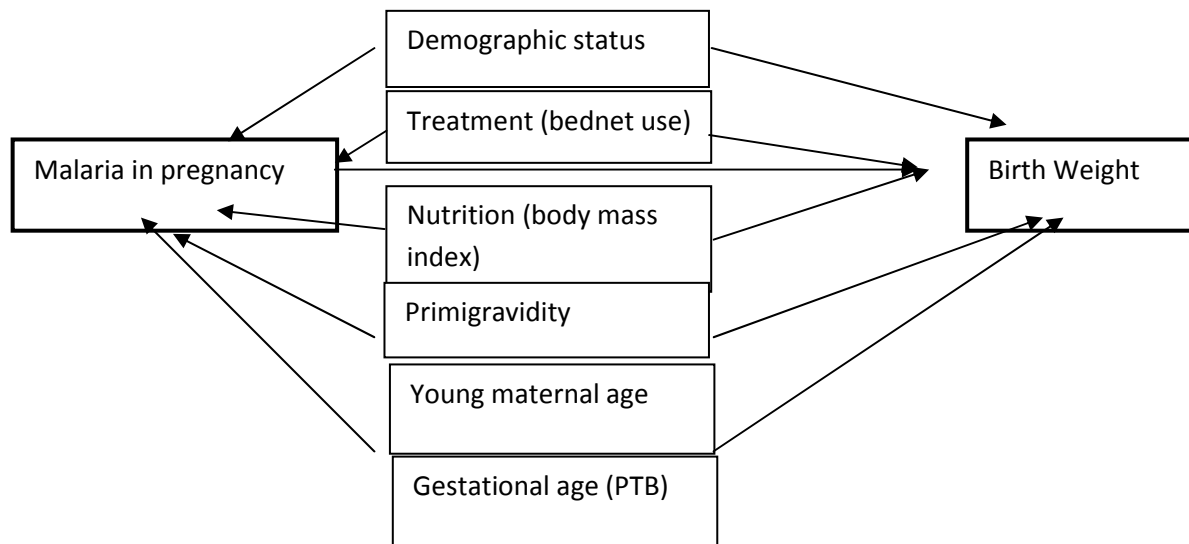 Demographic status
Treatment (bednet use)
Malaria in pregnancy
Birth Weight
Nutrition (body mass
index)
Primigravidity
Young maternal age
Gestational age (PTB)